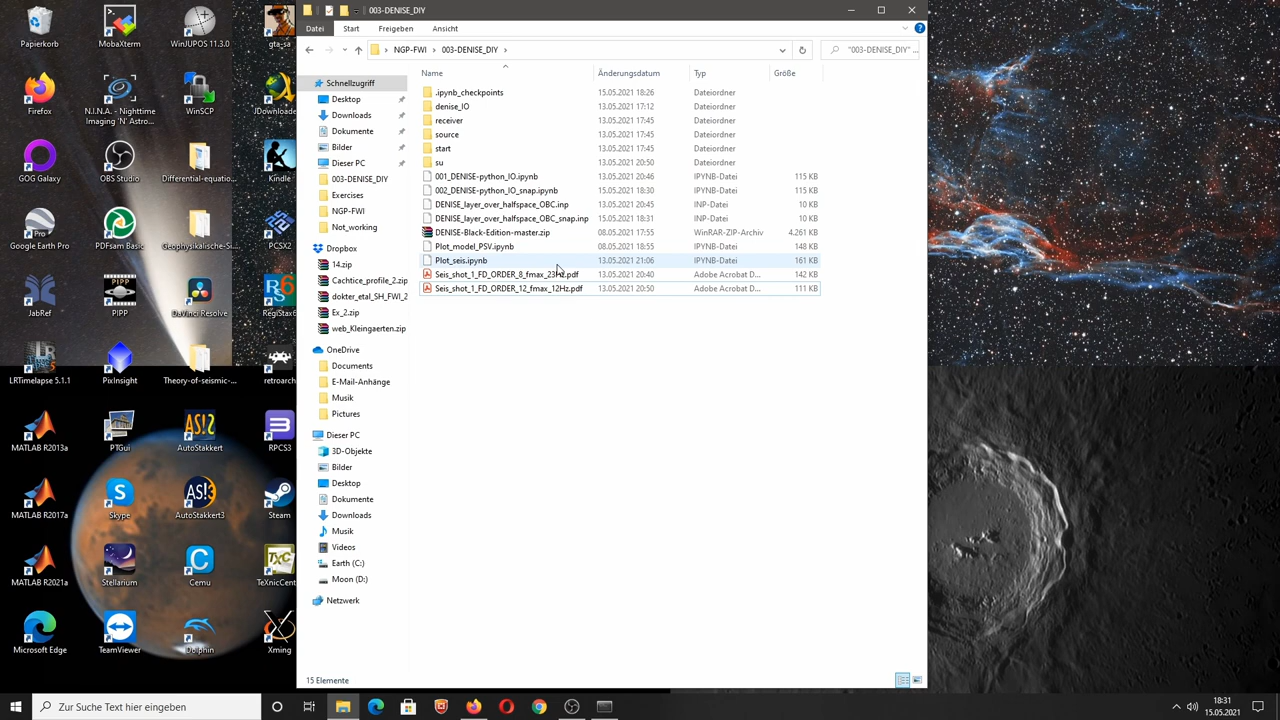 003-DENISE_DIY
Datei Start Freigeben Ansicht
NGP-FWI 003-DENISE_DIY "003-DENISE_DIY" ...
Name Änderungsdatum Typ Größe
.ipynb_checkpoints 15.05.2021 18:26 Dateiordner
denise_IO 13.05.2021 17:12 Dateiordner
receiver 13.05.2021 17:45 Dateiordner
source 13.05.2021 17:45 Dateiordner
start 13.05.2021 17:45 Dateiordner
su 13.05.2021 20:50 Dateiordner
001_DENISE-python_IO.ipynb 13.05.2021 20:46 IPYNB-Datei 115 KB
002_DENISE-python_IO_snap.ipynb 15.05.2021 18:30 IPYNB-Datei 115 KB
DENISE_layer_over_halfspace_OBC.inp 13.05.2021 20:45 INP-Datei 10 KB
DENISE_layer_over_halfspace_OBC_snap.inp 15.05.2021 18:31 INP-Datei 10 KB
DENISE-Black-Edition-master.zip 08.05.2021 17:55 WinRAR-ZIP-Archiv 4.261 KB
Plot_model_PSV.ipynb 08.05.2021 18:55 IPYNB-Datei 148 KB
Plot_seis.ipynb 13.05.2021 21:06 IPYNB-Datei 161 KB
Seis_shot_1_FD_ORDER_8_fmax_23Hz.pdf 13.05.2021 20:40 Adobe Acrobat D... 142 KB
Seis_shot_1_FD_ORDER_12_fmax_12Hz.pdf 13.05.2021 20:50 Adobe Acrobat D... 111 KB
Schnellzugriff
Desktop
Downloads
Dokumente
Bilder
Dieser PC
003-DENISE_DIY
Exercises
NGP-FWI
Not_working
Dropbox
14.zip
Cachtice_profile_2.zip
dokter_etal_SH_FWI_2
Ex_2.zip
web_Kleingaerten.zip
OneDrive
Documents
E-Mail-Anhänge
Musik
Pictures
Dieser PC
3D-Objekte
Bilder
Desktop
Dokumente
Downloads
Musik
Videos
Earth (C:)
Moon (D:)
Netzwerk
15 Elemente
Papierkorb MobaXterm WinJUPOS 11.3.0 gta-sa
Firefox N.I.N.A. - Nighttime WinSCP JDownloade
Imaging 'N' Astro...
GOG Galaxy OBS Studio Differential-equatio... Kindle
Google Earth Pro PDFsam Basic Geophysikalische-Si... PCSX2
JabRef PIPP DaVinci Resolve RegiStax6
LRTimelapse 5.1.1 PixInsight Theory-of-seismic-... retroarch
MATLAB R2013a PTGui AutoStakkert RPCS3
MATLAB R2017a Skype AutoStakkert3 Steam
MATLAB R2021a Stellarium Cemu TeXnicCent
Microsoft Edge TeamViewer Dolphin Xming
Zur Suche Text hier eingeben
18:31
15.05.2021